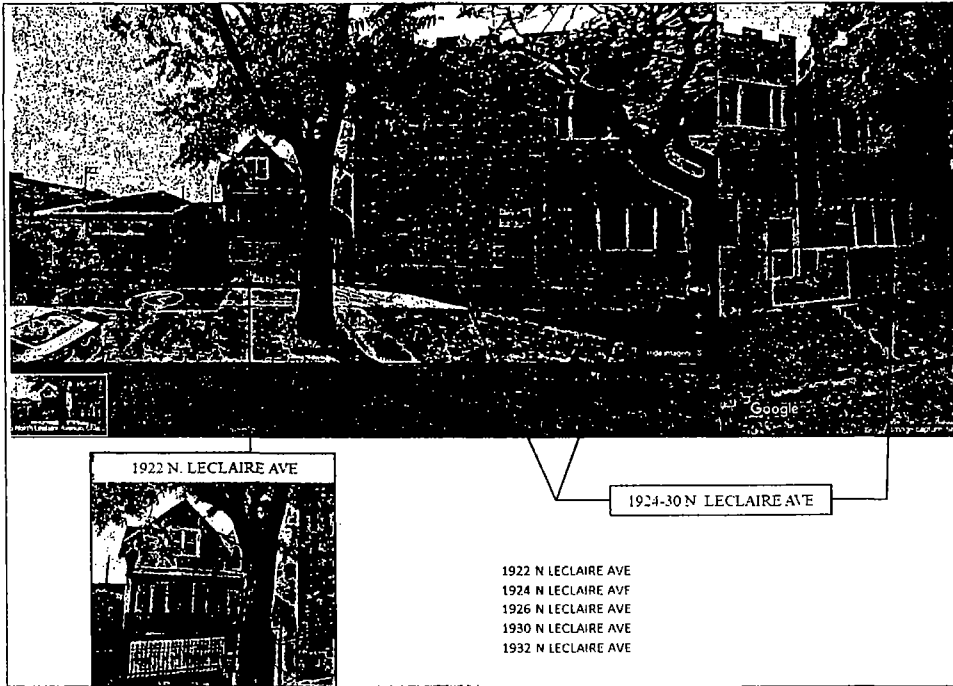 Google
1922 N. LECLAIRE AVE
1924-30 N LECLAIRE AVE
1922 N LECLAIRE AVE
1924 N LECLAIRE AVE
1926 N LECLAIRE AVE
1930 N LECLAIRE AVE
1932 N LECLAIRE AVE